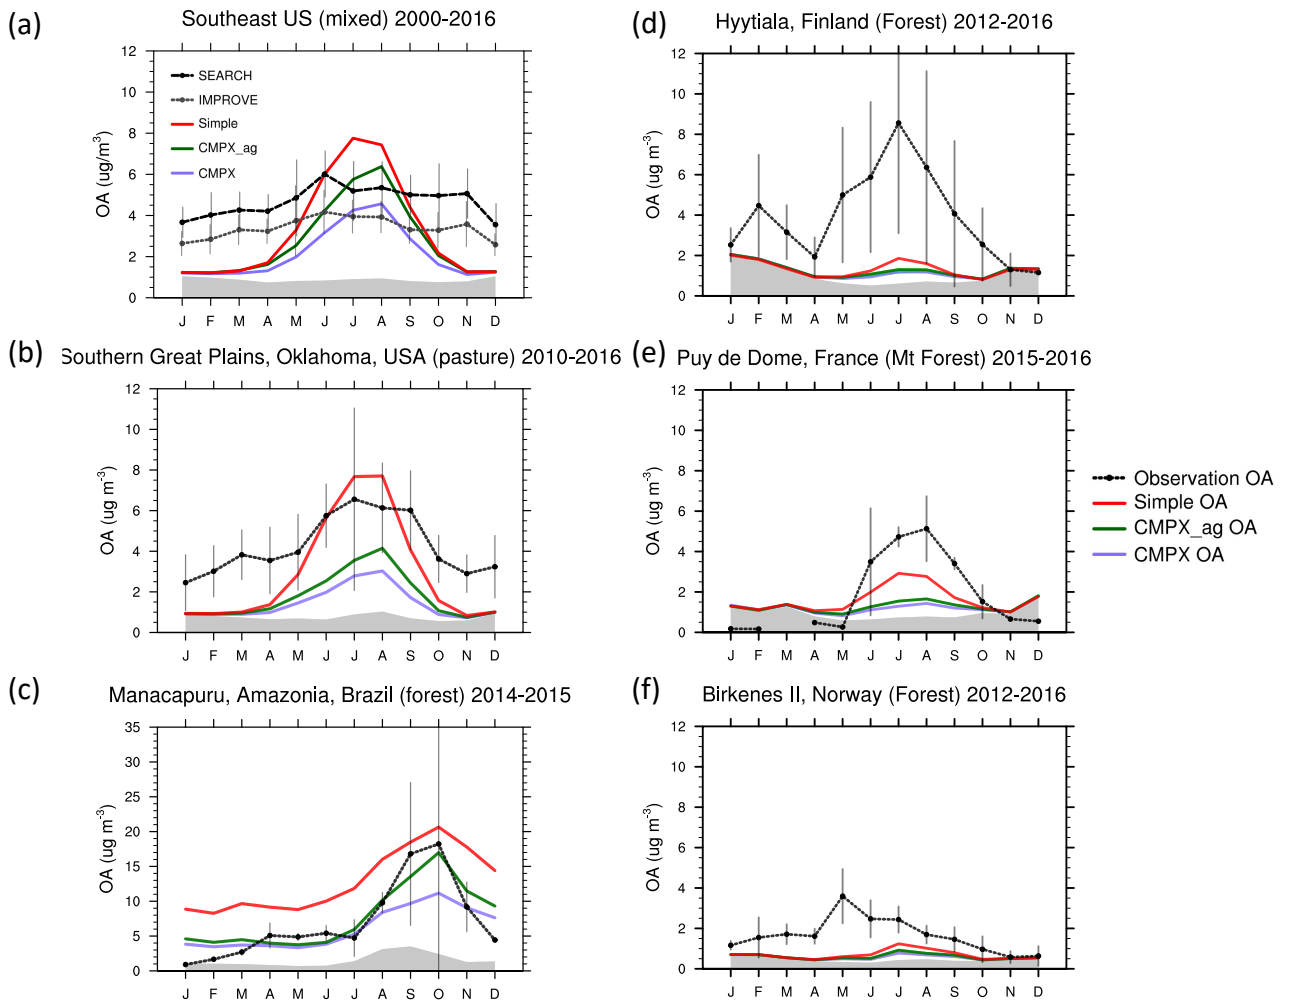 (a)
Southeast US (mixed) 2000-2016
12
10
8
6
4
2
0
OA (ug/m³)
SEARCH
IMPROVE
Simple
CMPX_ag
CMPX
J F M A M J J A S O N D
(b)
Southern Great Plains, Oklahoma, USA (pasture) 2010-2016
12
10
8
6
4
2
0
OA (ug m⁻³)
J F M A M J J A S O N D
(c)
Manacapuru, Amazonia, Brazil (forest) 2014-2015
35
30
25
20
15
10
5
0
OA (ug m⁻³)
J F M A M J J A S O N D
(d)
Hyytiala, Finland (Forest) 2012-2016
12
10
8
6
4
2
0
OA (ug m⁻³)
J F M A M J J A S O N D
(e)
Puy de Dome, France (Mt Forest) 2015-2016
12
10
8
6
4
2
0
OA (ug m⁻³)
J F M A M J J A S O N D
Observation OA
Simple OA
CMPX_ag OA
CMPX OA
(f)
Birkenes II, Norway (Forest) 2012-2016
12
10
8
6
4
2
0
OA (ug m⁻³)
J F M A M J J A S O N D